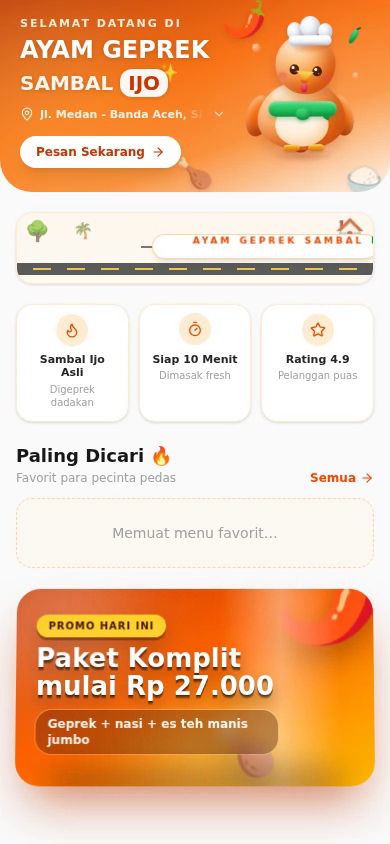 SELAMAT DATANG DI
AYAM GEPREK
SAMBAL IJO
Jl. Medan - Banda Aceh,
Pesan Sekarang
AYAM GEPREK SAMBAL
Sambal Ijo
Asli
Digeprek
dadakan
Siap 10 Menit
Dimasak fresh
Rating 4.9
Pelanggan puas
Paling Dicari
Favorit para pecinta pedas
Semua
Memuat menu favorit...
PROMO HARI INI
Paket Komplit
mulai Rp 27.000
Geprek + nasi + es teh manis
jumbo